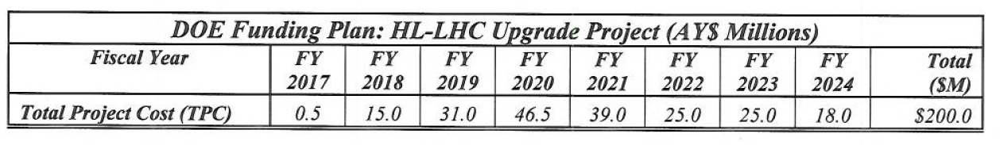 DOE Funding Plan: HL-LHC Upgrade Project (AY$ Millions)
Fiscal Year FY FY FY FY FY FY FY FY Total
2017 2018 2019 2020 2021 2022 2023 2024 ($M)
Total Project Cost (TPC) 0.5 15.0 31.0 46.5 39.0 25.0 25.0 18.0 $200.0